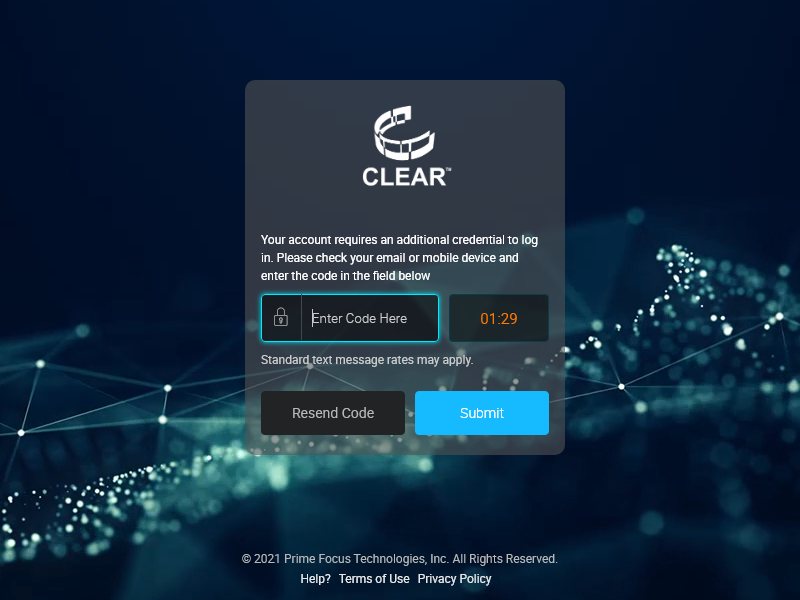 CLEAR™
Your account requires an additional credential to log
in. Please check your email or mobile device and
enter the code in the field below
Enter Code Here
01:29
Standard text message rates may apply.
Resend Code
Submit
© 2021 Prime Focus Technologies, Inc. All Rights Reserved.
Help? Terms of Use Privacy Policy